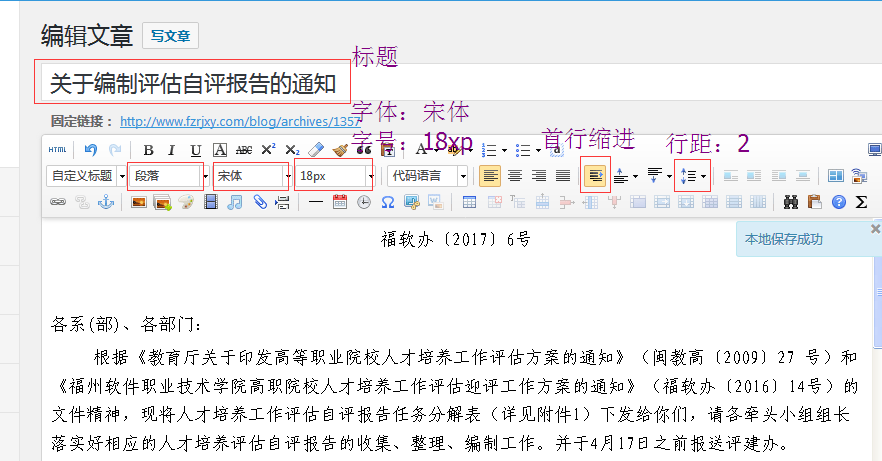 编辑文章 写文章
标题
关于编制评估自评报告的通知
固定链接： http://www.fzrjxy.com/blog/archives/1357
字体：宋体
字号：18xp
首行缩进
行距：2
HTML B I U A ABC X² X₂
自定义标题 段落 宋体 18px 代码语言
本地保存成功
福软办〔2017〕6号
各系(部)、各部门：
根据《教育厅关于印发高等职业院校人才培养工作评估方案的通知》（闽教高〔2009〕27 号）和
《福州软件职业技术学院高职院校人才培养工作评估迎评工作方案的通知》（福软办〔2016〕14号）的
文件精神，现将人才培养工作评估自评报告任务分解表（详见附件1）下发给你们，请各牵头小组组长
落实好相应的人才培养评估自评报告的收集、整理、编制工作。并于4月17日之前报送评建办。